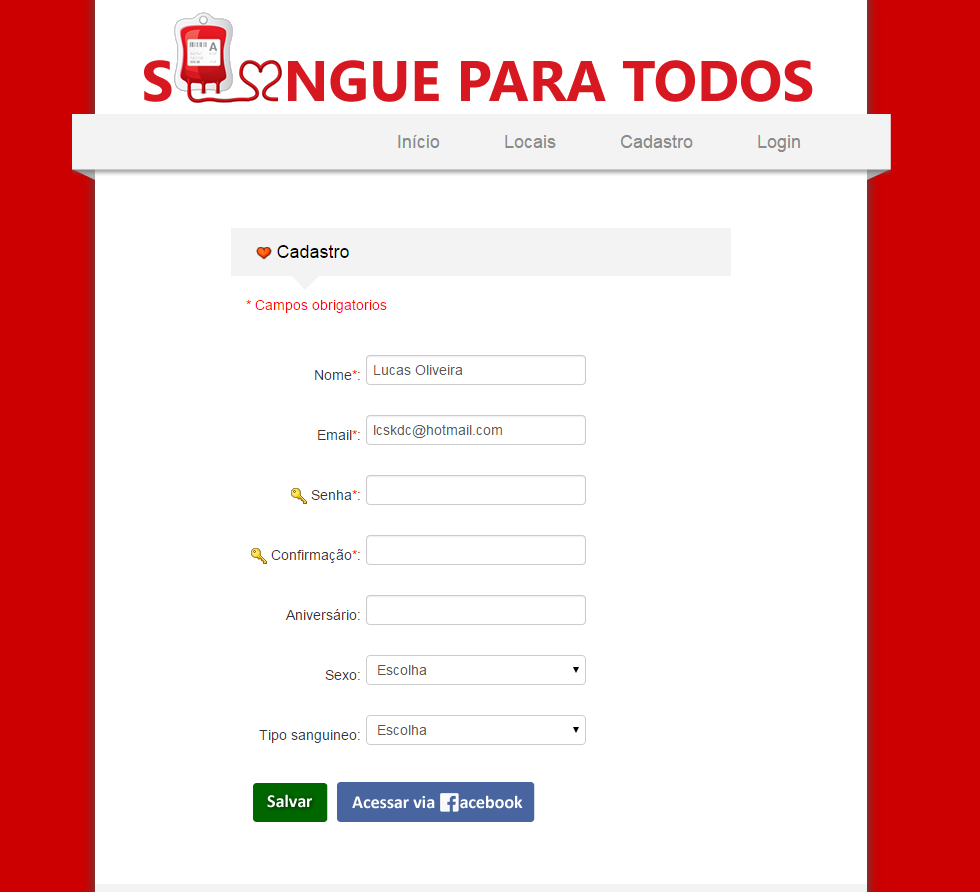 SANGUE PARA TODOS
Início Locais Cadastro Login
Cadastro
* Campos obrigatorios
Nome*: Lucas Oliveira
Email*: lcskdc@hotmail.com
Senha*:
Confirmação*:
Aniversário:
Sexo: Escolha
Tipo sanguineo: Escolha
Salvar Acessar via facebook